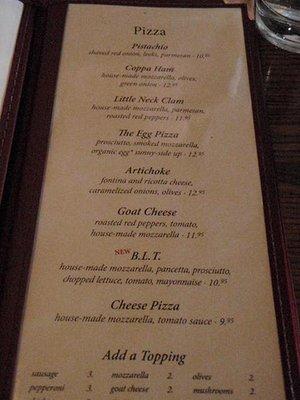 Pizza
Pistachio
shaved red onion, leeks, parmesan - 10.95
Coppa Ham
house-made mozzarella, olives,
green onion - 12.95
Little Neck Clam
house-made mozzarella, parmesan,
roasted red peppers - 11.95
The Egg Pizza
prosciutto, smoked mozzarella,
organic egg* sunny-side up - 12.95
Artichoke
fontina and ricotta cheese,
caramelized onions, olives - 12.95
Goat Cheese
roasted red peppers, tomato,
house-made mozzarella - 11.95
NEW
B.L.T.
house-made mozzarella, pancetta, prosciutto,
chopped lettuce, tomato, mayonnaise - 10.95
Cheese Pizza
house-made mozzarella, tomato sauce - 9.95
Add a Topping
sausage 3. mozzarella 2. olives 2.
pepperoni 3. goat cheese 2. mushrooms 2.